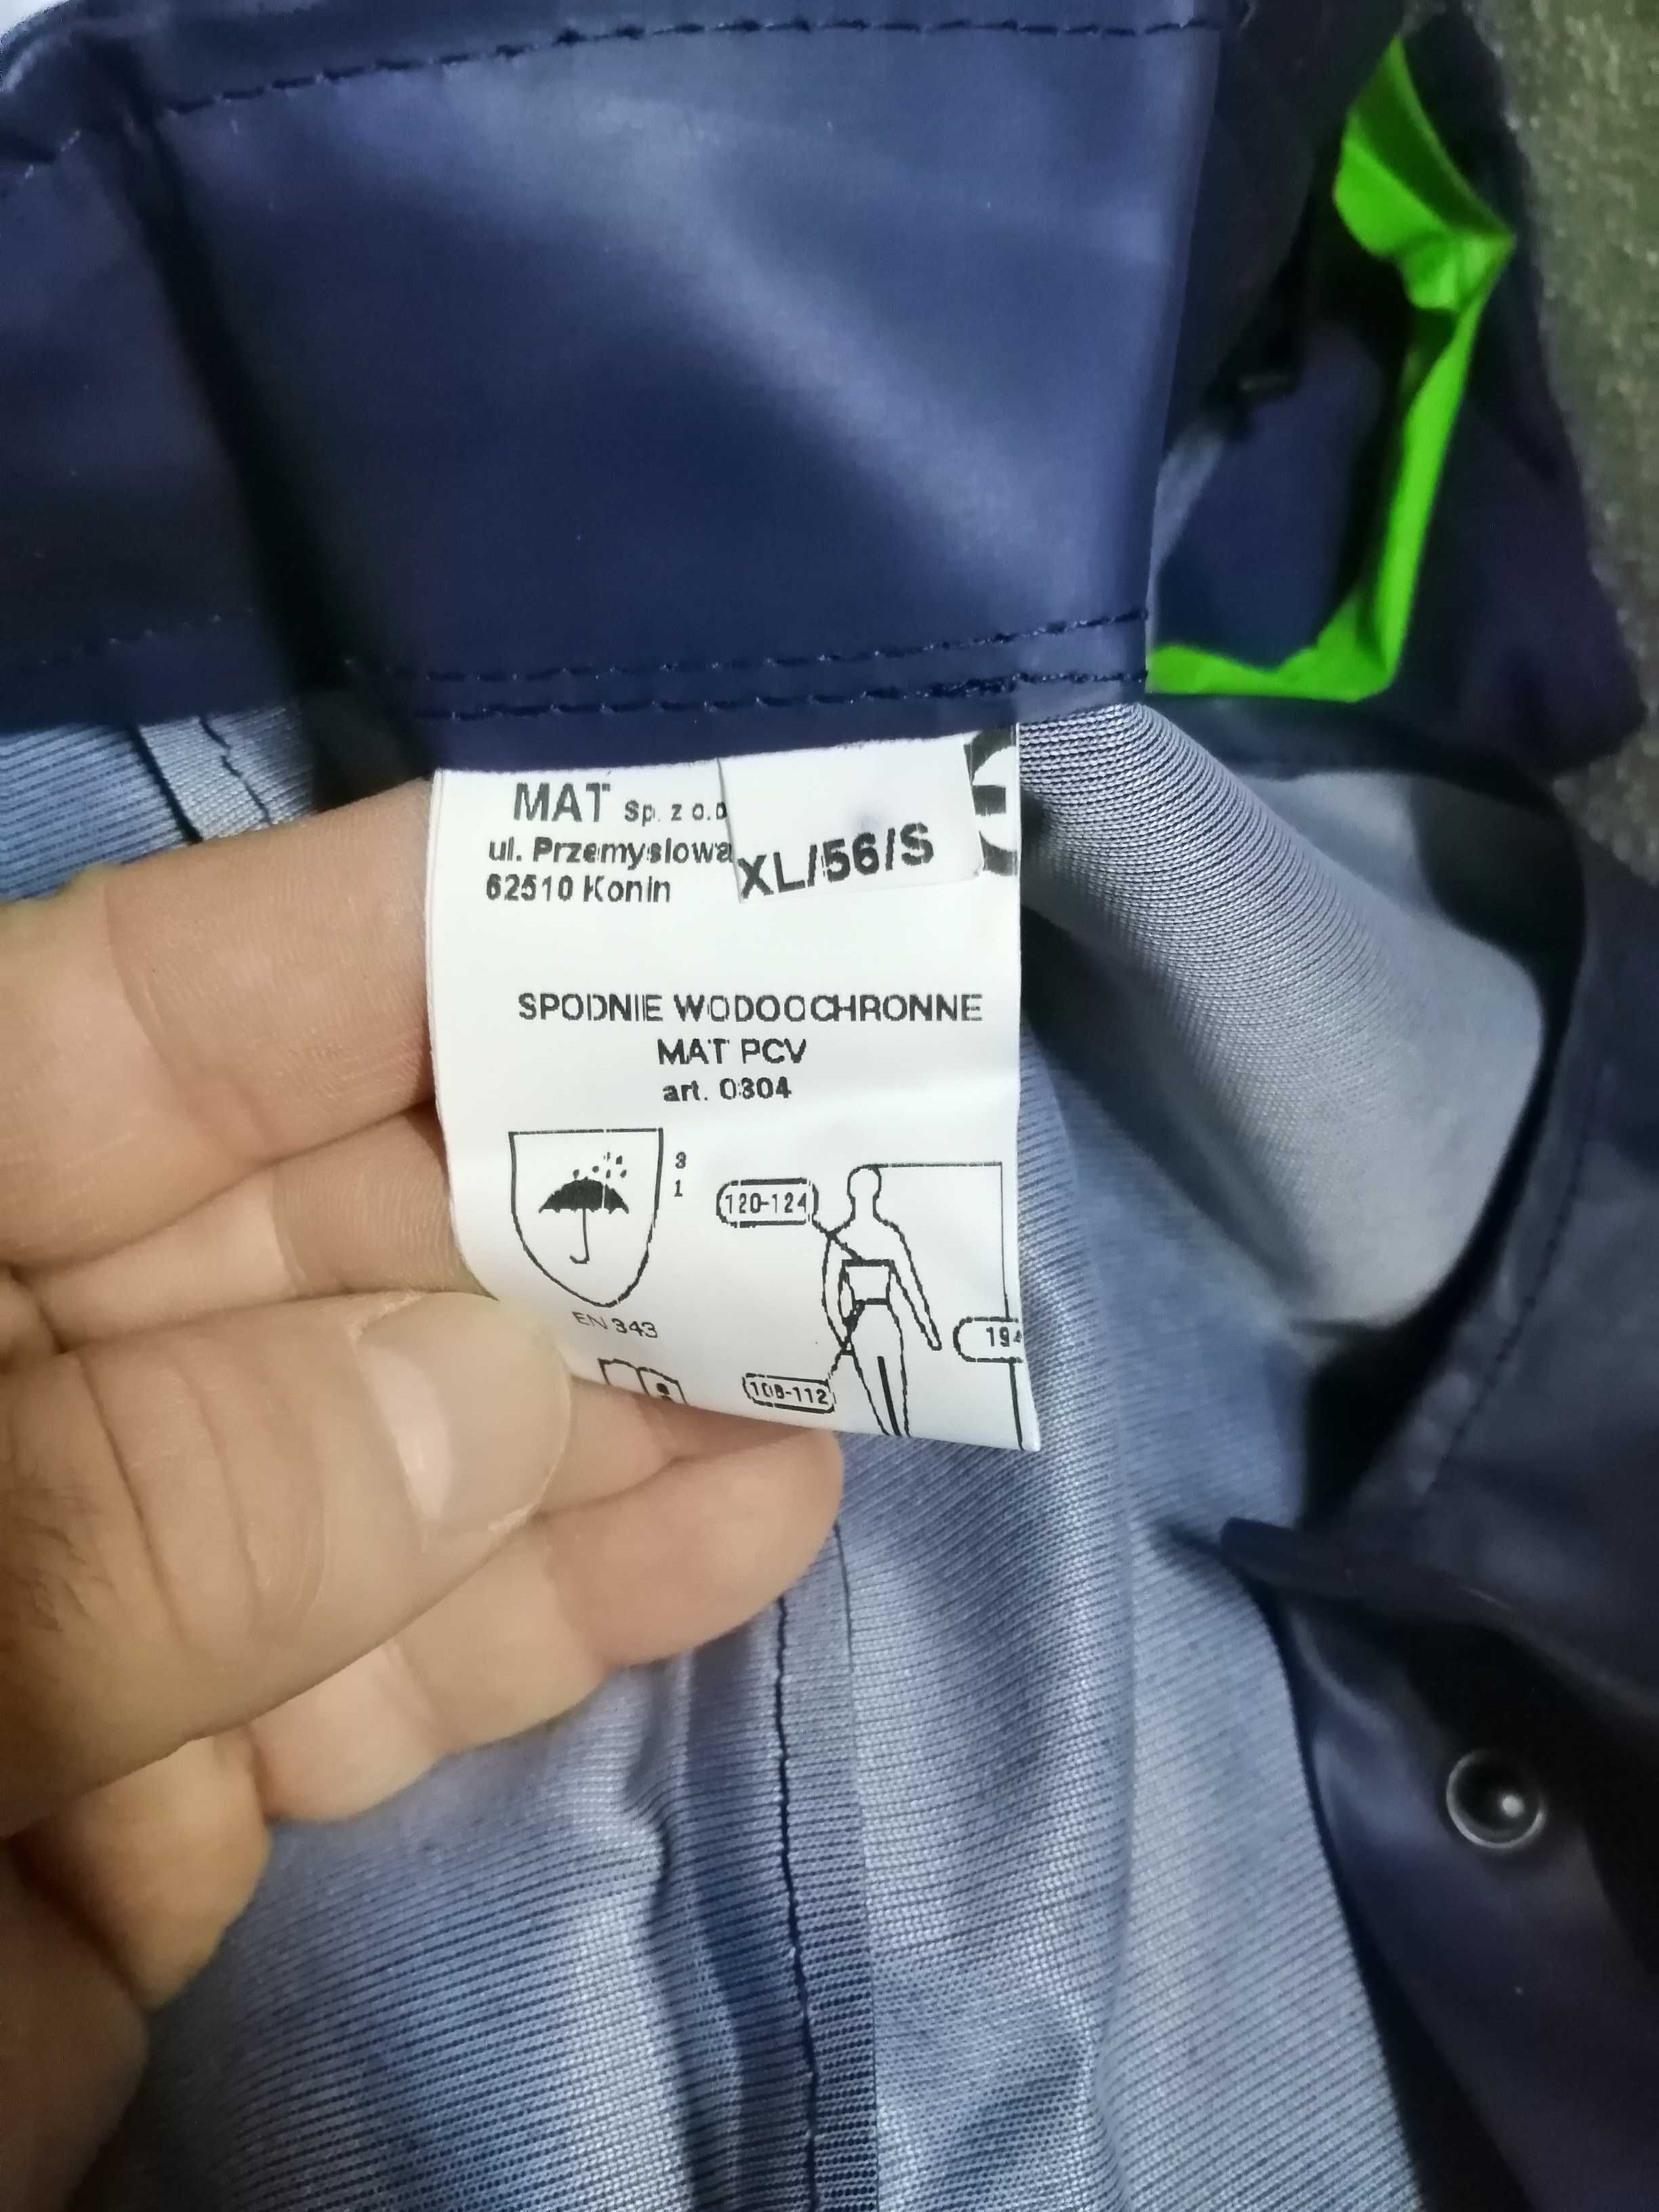 MAT Sp. z o.o
ul. Przemysłowa
62510 Konin
XL/56/S
SPODNIE WODOOCHRONNE
MAT PCV
art. 0304
3
1
120-124
EN 343
108-112